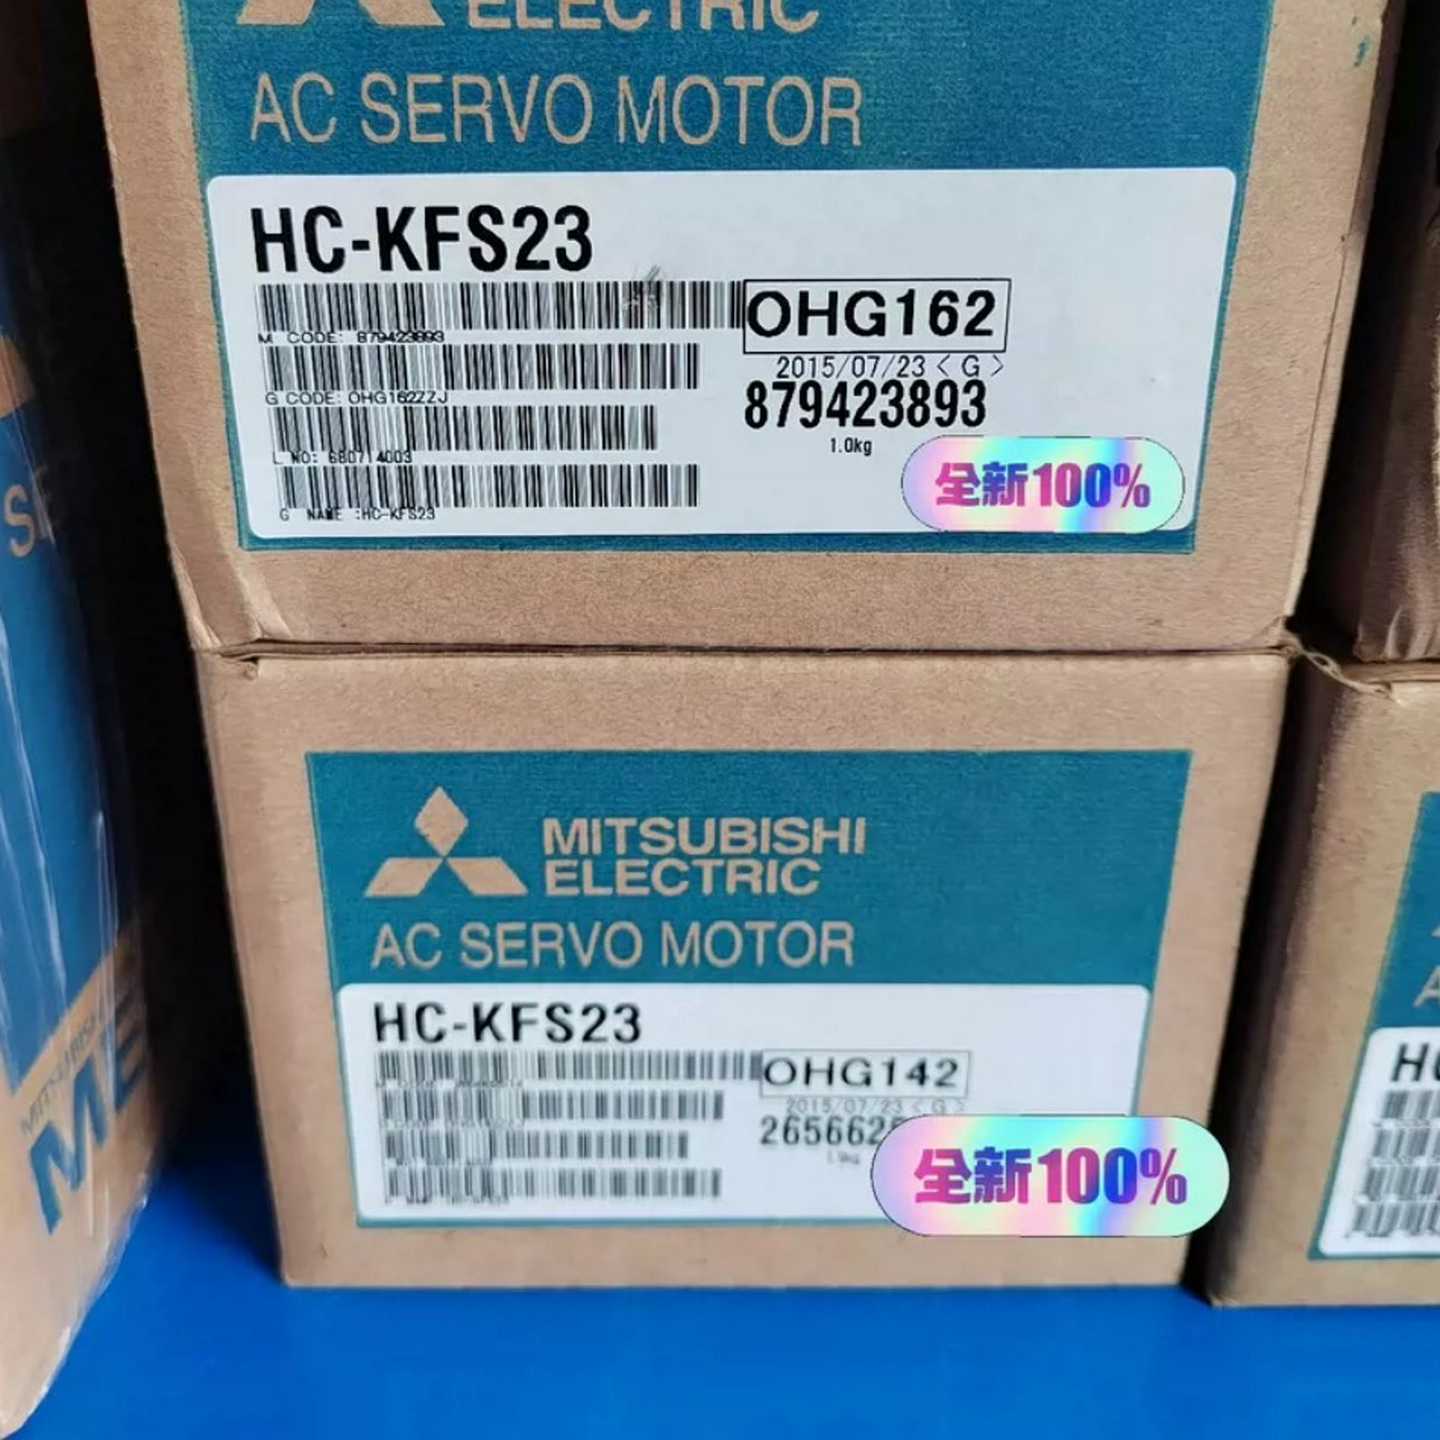 ELECTRIC
AC SERVO MOTOR
HC-KFS23
OHG162
M CODE: 879423893
2015/07/23 < G >
G CODE: OHG162ZZJ
879423893
1.0kg
L NO: 680714003
G NAME :HC-KFS23
全新100%
MITSUBISHI
ELECTRIC
AC SERVO MOTOR
HC-KFS23
OHG142
2015/07/23 < G >
全新100%